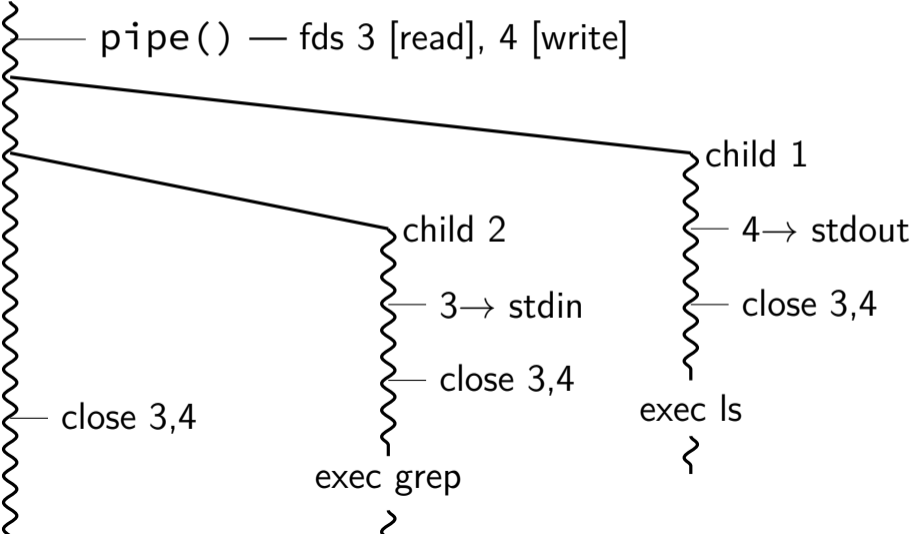 pipe() — fds 3 [read], 4 [write]
child 1
child 2
4→ stdout
3→ stdin
close 3,4
close 3,4
close 3,4
exec ls
exec grep